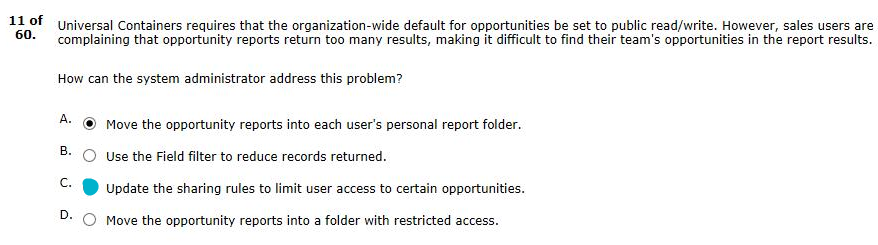 11 of Universal Containers requires that the organization-wide default for opportunities be set to public read/write. However, sales users are
60. complaining that opportunity reports return too many results, making it difficult to find their team's opportunities in the report results.
How can the system administrator address this problem?
A. Move the opportunity reports into each user's personal report folder.
B. Use the Field filter to reduce records returned.
C. Update the sharing rules to limit user access to certain opportunities.
D. Move the opportunity reports into a folder with restricted access.